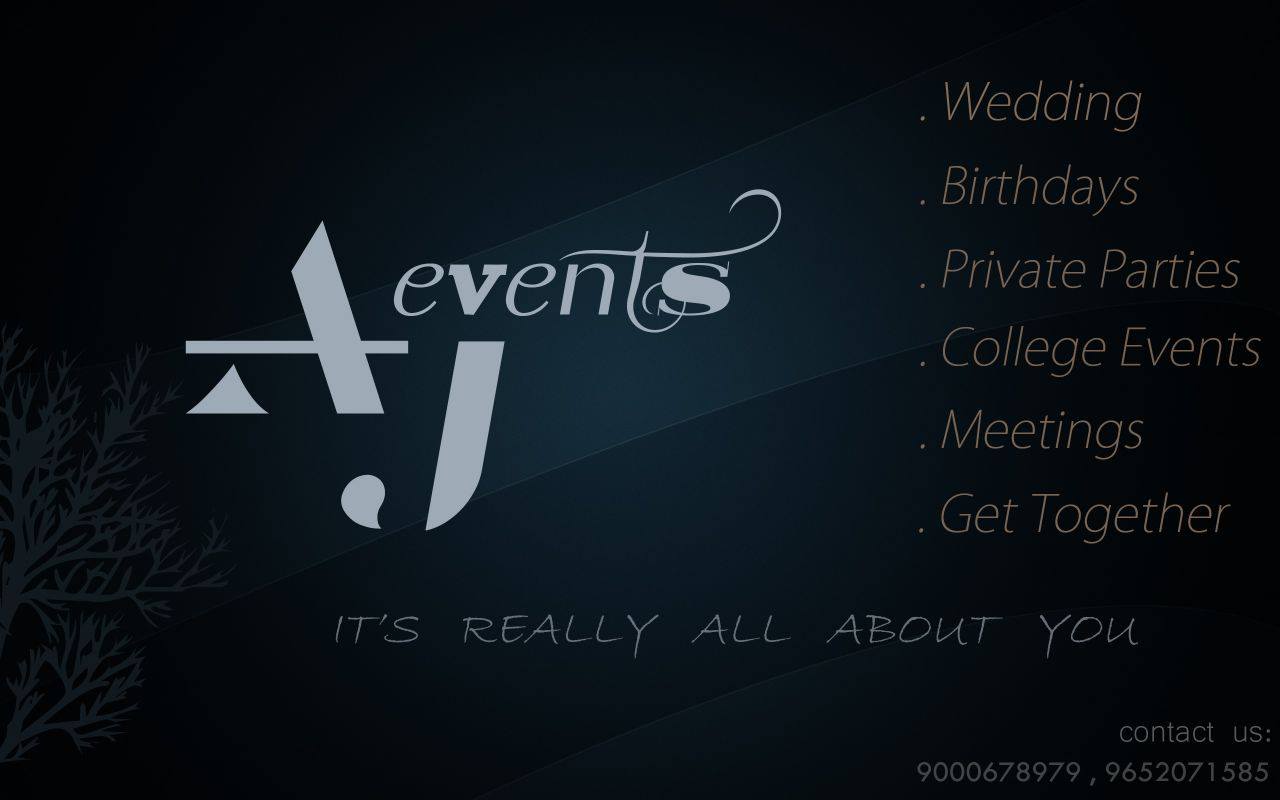 AJ events
. Wedding
. Birthdays
. Private Parties
. College Events
. Meetings
. Get Together
IT'S REALLY ALL ABOUT YOU
contact us:
9000678979 , 9652071585